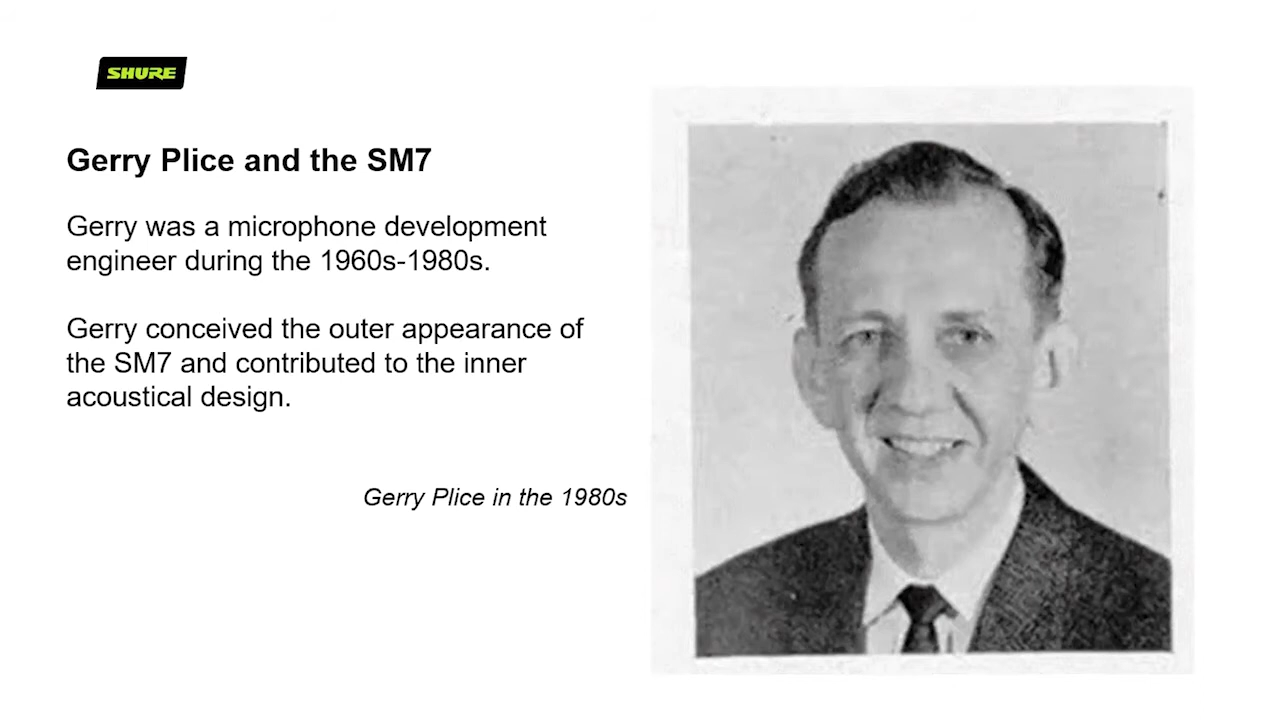 SHURE
Gerry Plice and the SM7
Gerry was a microphone development
engineer during the 1960s-1980s.
Gerry conceived the outer appearance of
the SM7 and contributed to the inner
acoustical design.
Gerry Plice in the 1980s